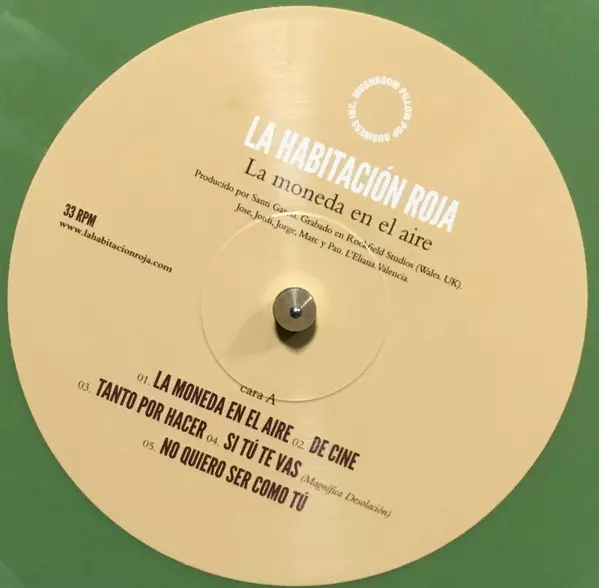 MUSHROOM PILLOW POP BUSINESS INC.
LA HABITACIÓN ROJA
La moneda en el aire
Producido por Santi García. Grabado en Rockfield Studios (Wales. UK).
Jose, Jordi, Jorge, Marc y Pau. L'Eliana. Valencia.
33 RPM
www.lahabitacionroja.com
cara A
01. LA MONEDA EN EL AIRE 02. DE CINE
03. TANTO POR HACER 04. SI TÚ TE VAS (Magnífica Desolación)
05. NO QUIERO SER COMO TÚ